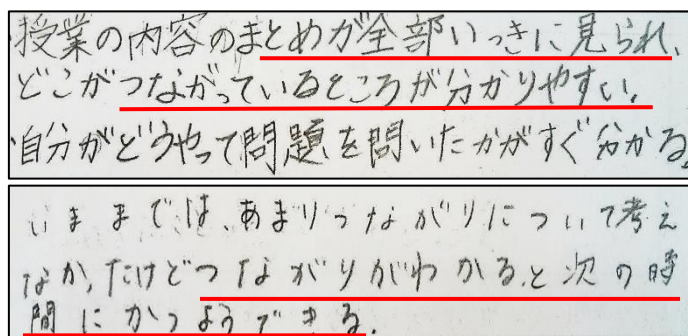 ・授業の内容のまとめが全部いっきに見られ、
どこがつながっているところが分かりやすい。
・自分がどうやって問題を問いたかがすぐ分かる。
いままでは、あまりつながりについて考え
なかっただけどつながりがわかると次の時
間にかつようできる。